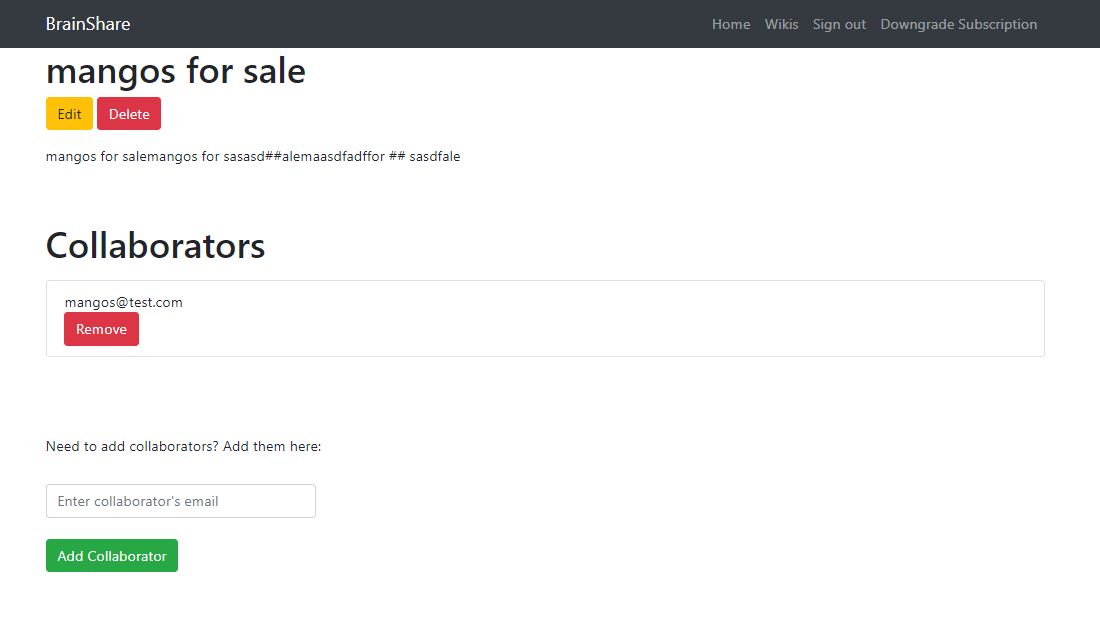 BrainShare Home Wikis Sign out Downgrade Subscription
mangos for sale
Edit Delete
mangos for salemangos for sasasd##alemaasdfadffor ## sasdfale
Collaborators
mangos@test.com
Remove
Need to add collaborators? Add them here:
Enter collaborator's email
Add Collaborator